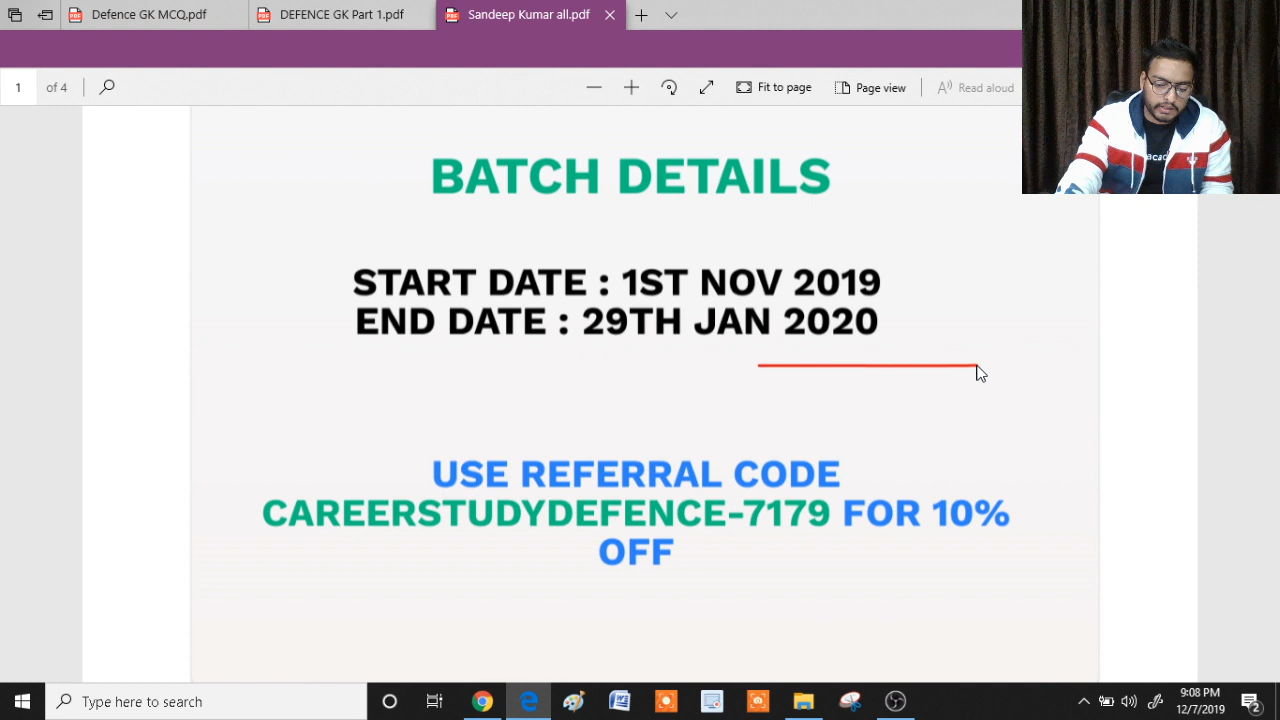 Defence GK MCQ.pdf
DEFENCE GK Part 1.pdf
Sandeep Kumar all.pdf
1 of 4
Fit to page
Page view
Read aloud
BATCH DETAILS
START DATE : 1ST NOV 2019
END DATE : 29TH JAN 2020
USE REFERRAL CODE
CAREERSTUDYDEFENCE-7179 FOR 10%
OFF
Type here to search
9:08 PM
12/7/2019
2